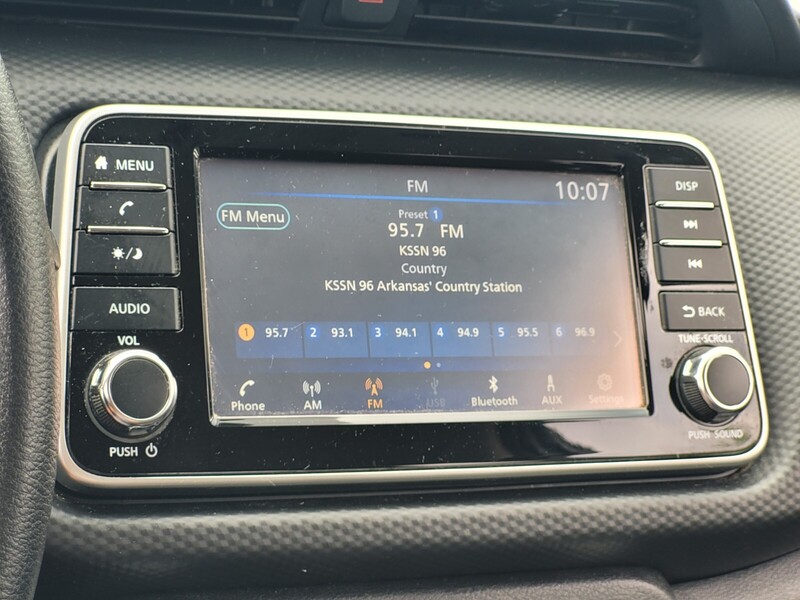 MENU
AUDIO
VOL
PUSH
FM
10:07
FM Menu
Preset 1
95.7 FM
KSSN 96
Country
KSSN 96 Arkansas' Country Station
1 95.7 2 93.1 3 94.1 4 94.9 5 95.5 6 96.9
Phone AM FM USB Bluetooth AUX Settings
DISP
BACK
TUNE-SCROLL
PUSH SOUND